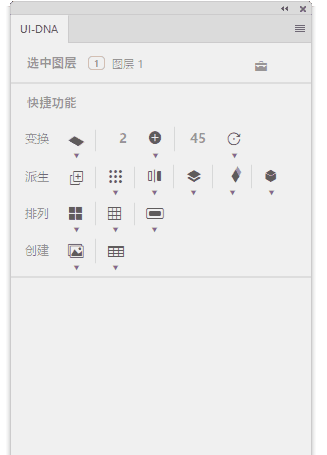 UI-DNA
选中图层 1 图层 1
快捷功能
变换 2 45
派生
排列
创建